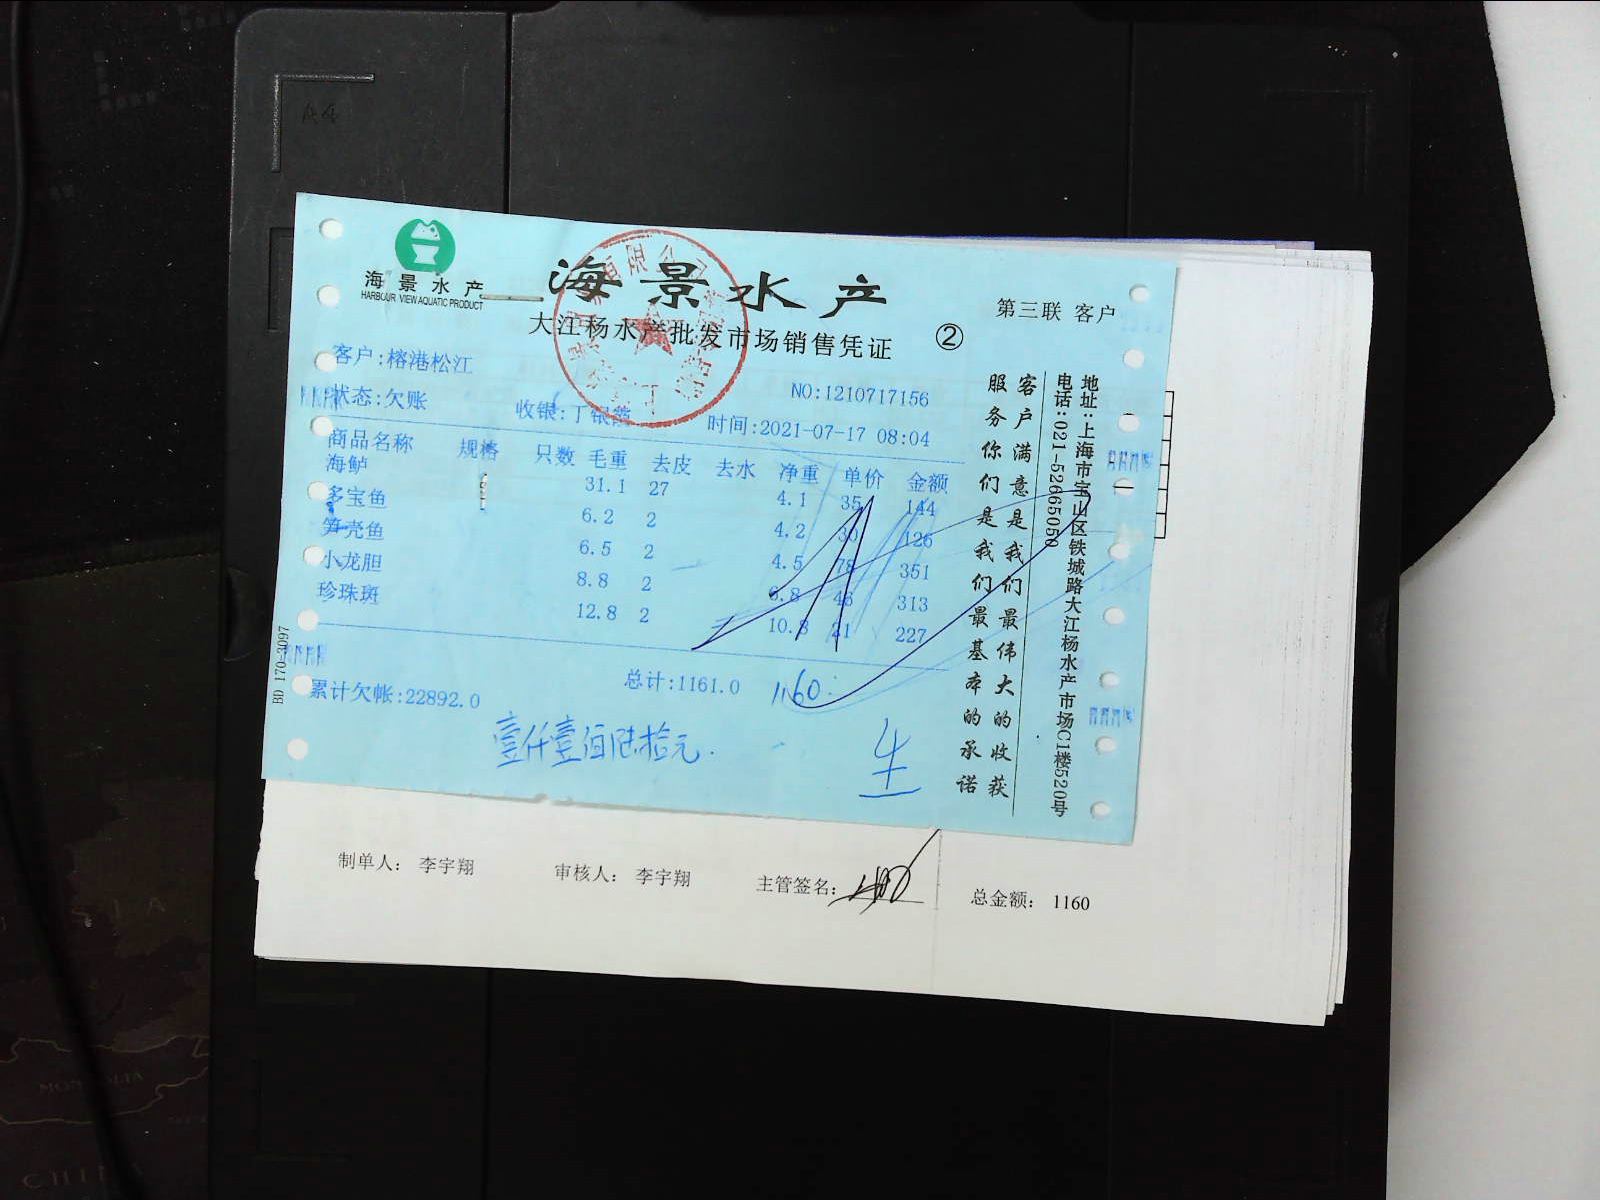 海景水产
HARBOUR VIEW AQUATIC PRODUCT
海景水产
大江杨水产批发市场销售凭证 ②
第三联 客户
客户:榕港松江
NO:1210717156
状态:欠账
收银:丁银
时间:2021-07-17 08:04
商品名称 规格 只数 毛重 去皮 去水 净重 单价 金额
海鲈 31.1 27 4.1 35 144
多宝鱼 6.2 2 4.2 30 126
笋壳鱼 6.5 2 4.5 78 351
小龙胆 8.8 2 6.8 46 313
珍珠斑 12.8 2 10.8 21 227
累计欠帐:22892.0
总计:1161.0
1160.
壹仟壹佰陆拾元.
生
客户满意是我们最伟大的收获
服务你们是我们最基本的承诺
地址:上海市宝山区铁城路大江杨水产市场C1楼520号
电话:021-52665050
BD 170-3097
有限公司
制单人: 李宇翔
审核人: 李宇翔
主管签名:
总金额: 1160
A4
MONGOLIA
CHINA